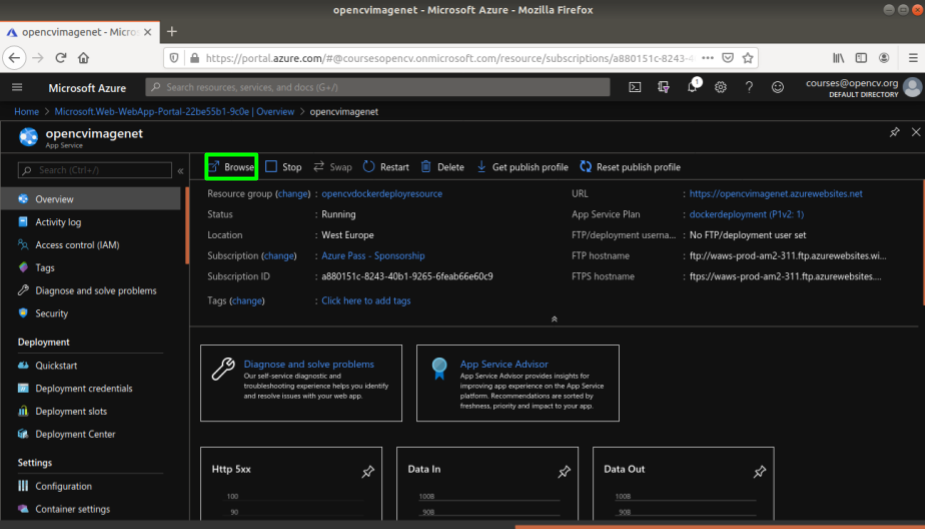 opencvimagenet - Microsoft Azure - Mozilla Firefox
opencvimagenet - Micros
https://portal.azure.com/#@coursesopencv.onmicrosoft.com/resource/subscriptions/a880151c-8243-4
Microsoft Azure
Search resources, services, and docs (G+/)
1
courses@opencv.org
DEFAULT DIRECTORY
Home > Microsoft.Web-WebApp-Portal-22be55b1-9c0e | Overview > opencvimagenet
opencvimagenet
App Service
Search (Ctrl+/)
Browse Stop Swap Restart Delete Get publish profile Reset publish profile
Overview
Activity log
Access control (IAM)
Tags
Diagnose and solve problems
Security
Deployment
Quickstart
Deployment credentials
Deployment slots
Deployment Center
Settings
Configuration
Container settings
Resource group (change) : opencvdockerdeployresource
Status : Running
Location : West Europe
Subscription (change) : Azure Pass - Sponsorship
Subscription ID : a880151c-8243-40b1-9265-6feab66e60c9
Tags (change) : Click here to add tags
URL : https://opencvimagenet.azurewebsites.net
App Service Plan : dockerdeployment (P1v2: 1)
FTP/deployment userna... : No FTP/deployment user set
FTP hostname : ftp://waws-prod-am2-311.ftp.azurewebsites.wi...
FTPS hostname : ftps://waws-prod-am2-311.ftp.azurewebsites....
Diagnose and solve problems
Our self-service diagnostic and
troubleshooting experience helps you identify
and resolve issues with your web app.
App Service Advisor
App Service Advisor provides insights for
improving app experience on the App Service
platform. Recommendations are sorted by
freshness, priority and impact to your app.
Http 5xx
100
90
Data In
100B
90B
Data Out
100B
90B